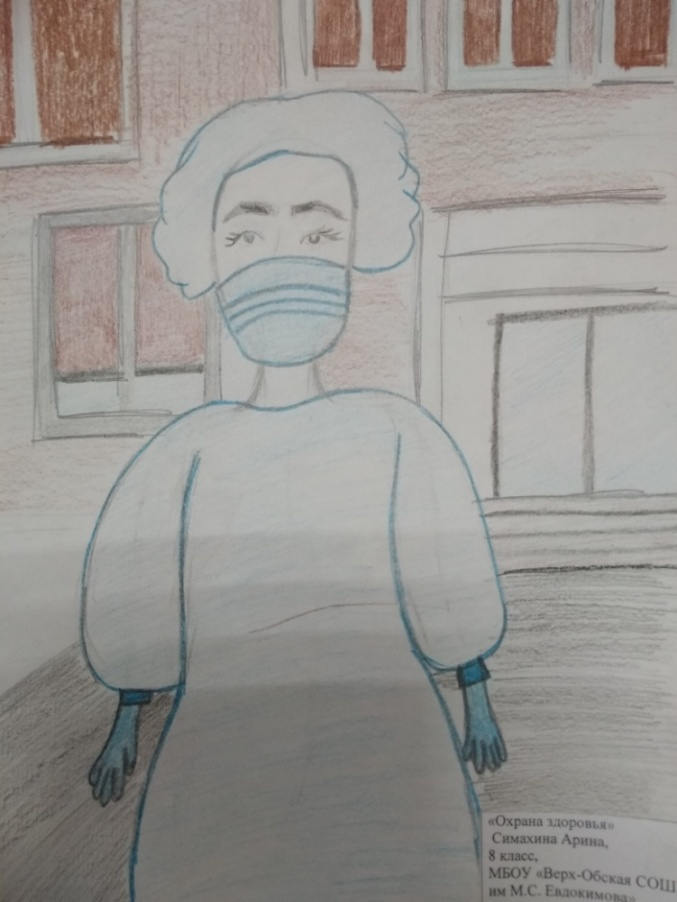 «Охрана здоровья»
Симахина Арина,
8 класс,
МБОУ «Верх-Обская СОШ
им М.С. Евдокимова»